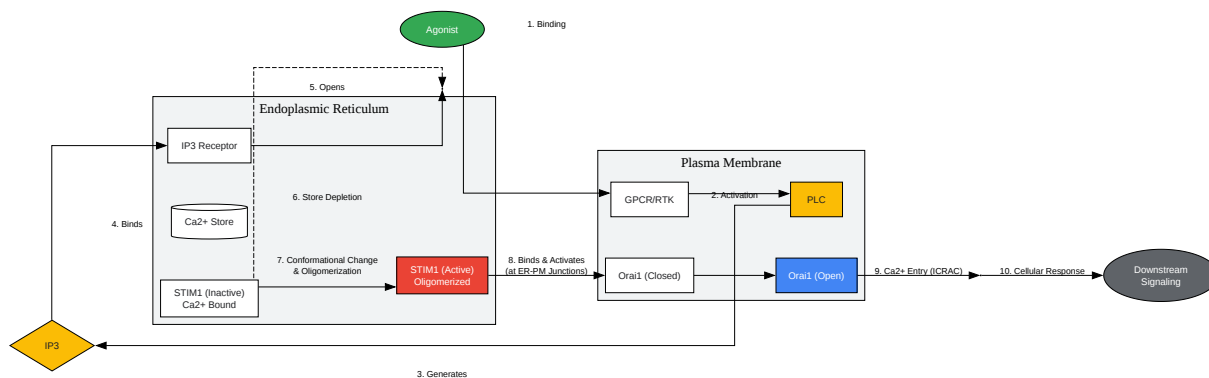 Agonist
1. Binding
5. Opens
Endoplasmic Reticulum
IP3 Receptor
Plasma Membrane
GPCR/RTK
2. Activation
PLC
6. Store Depletion
4. Binds
Ca2+ Store
7. Conformational Change
& Oligomerization
STIM1 (Active)
Oligomerized
8. Binds & Activates
(at ER-PM Junctions)
Orai1 (Closed)
Orai1 (Open)
9. Ca2+ Entry (ICRAC)
10. Cellular Response
Downstream
Signaling
STIM1 (Inactive)
Ca2+ Bound
IP3
3. Generates